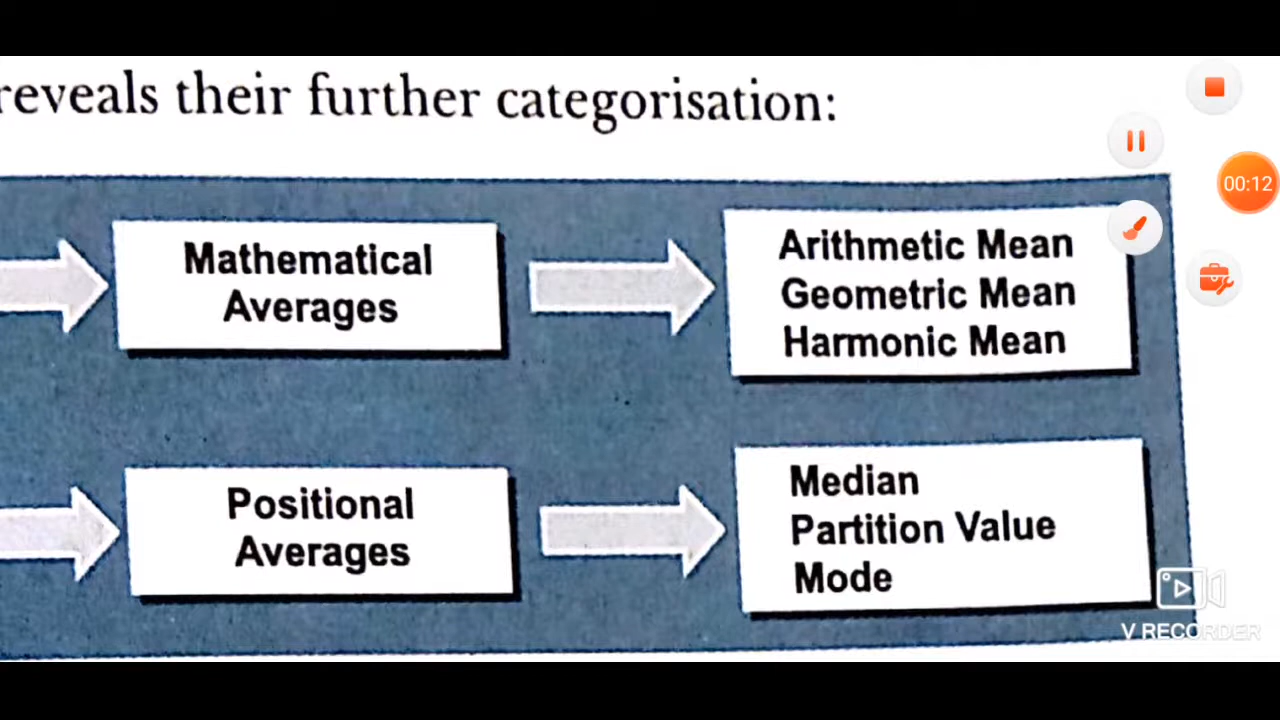 reveals their further categorisation:
00:12
Mathematical
Averages
Arithmetic Mean
Geometric Mean
Harmonic Mean
Positional
Averages
Median
Partition Value
Mode
V RECORDER